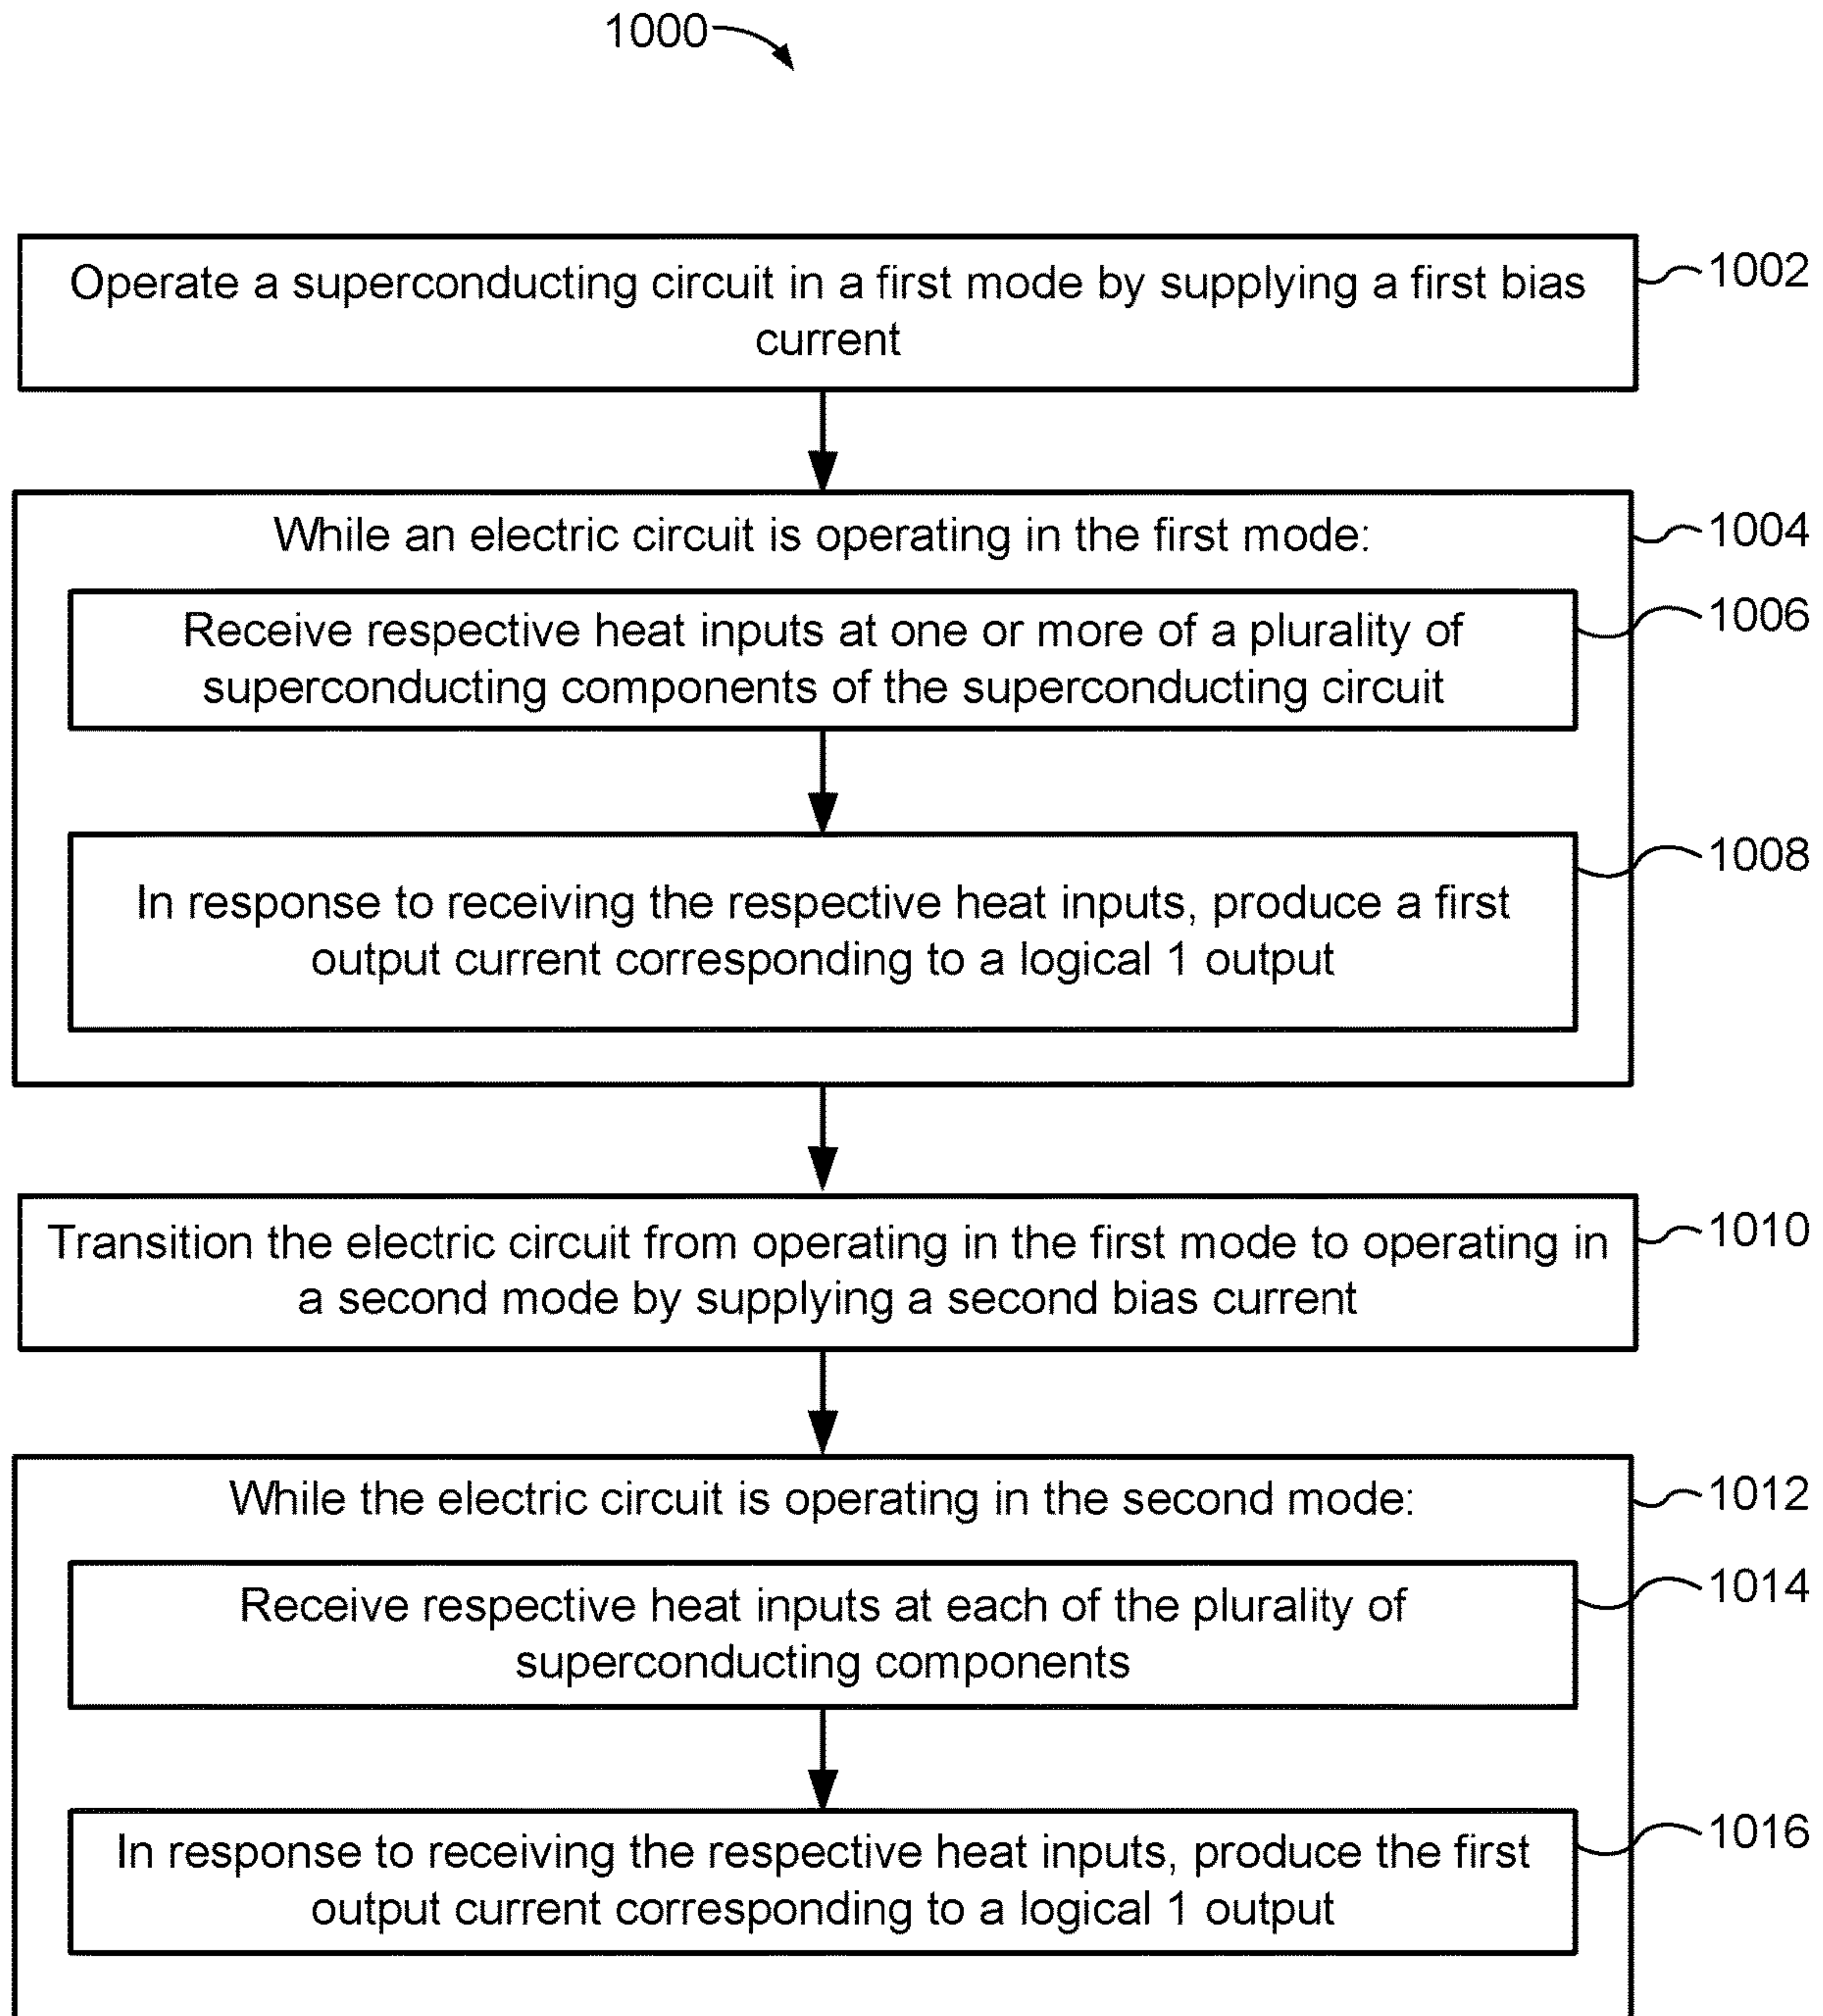 1000
Operate a superconducting circuit in a first mode by supplying a first bias
current
1002
While an electric circuit is operating in the first mode:
1004
Receive respective heat inputs at one or more of a plurality of
superconducting components of the superconducting circuit
1006
In response to receiving the respective heat inputs, produce a first
output current corresponding to a logical 1 output
1008
Transition the electric circuit from operating in the first mode to operating in
a second mode by supplying a second bias current
1010
While the electric circuit is operating in the second mode:
1012
Receive respective heat inputs at each of the plurality of
superconducting components
1014
In response to receiving the respective heat inputs, produce the first
output current corresponding to a logical 1 output
1016